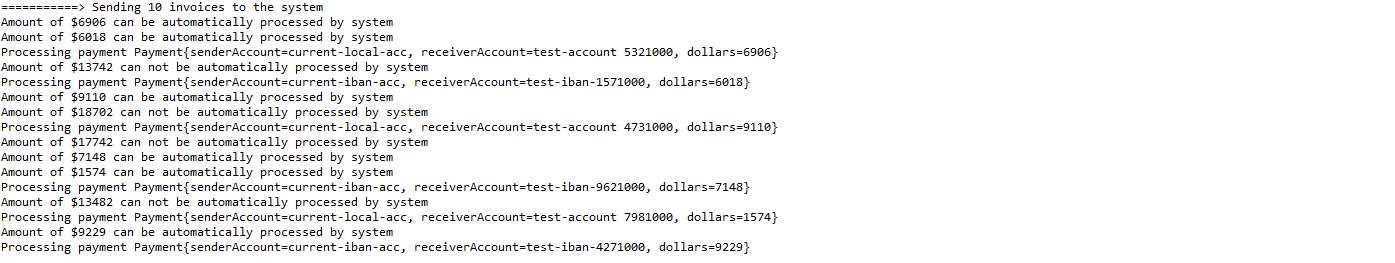 ===========> Sending 10 invoices to the system
Amount of $6906 can be automatically processed by system
Amount of $6018 can be automatically processed by system
Processing payment Payment{senderAccount=current-local-acc, receiverAccount=test-account 5321000, dollars=6906}
Amount of $13742 can not be automatically processed by system
Processing payment Payment{senderAccount=current-iban-acc, receiverAccount=test-iban-1571000, dollars=6018}
Amount of $9110 can be automatically processed by system
Amount of $18702 can not be automatically processed by system
Processing payment Payment{senderAccount=current-local-acc, receiverAccount=test-account 4731000, dollars=9110}
Amount of $17742 can not be automatically processed by system
Amount of $7148 can be automatically processed by system
Amount of $1574 can be automatically processed by system
Processing payment Payment{senderAccount=current-iban-acc, receiverAccount=test-iban-9621000, dollars=7148}
Amount of $13482 can not be automatically processed by system
Processing payment Payment{senderAccount=current-local-acc, receiverAccount=test-account 7981000, dollars=1574}
Amount of $9229 can be automatically processed by system
Processing payment Payment{senderAccount=current-iban-acc, receiverAccount=test-iban-4271000, dollars=9229}